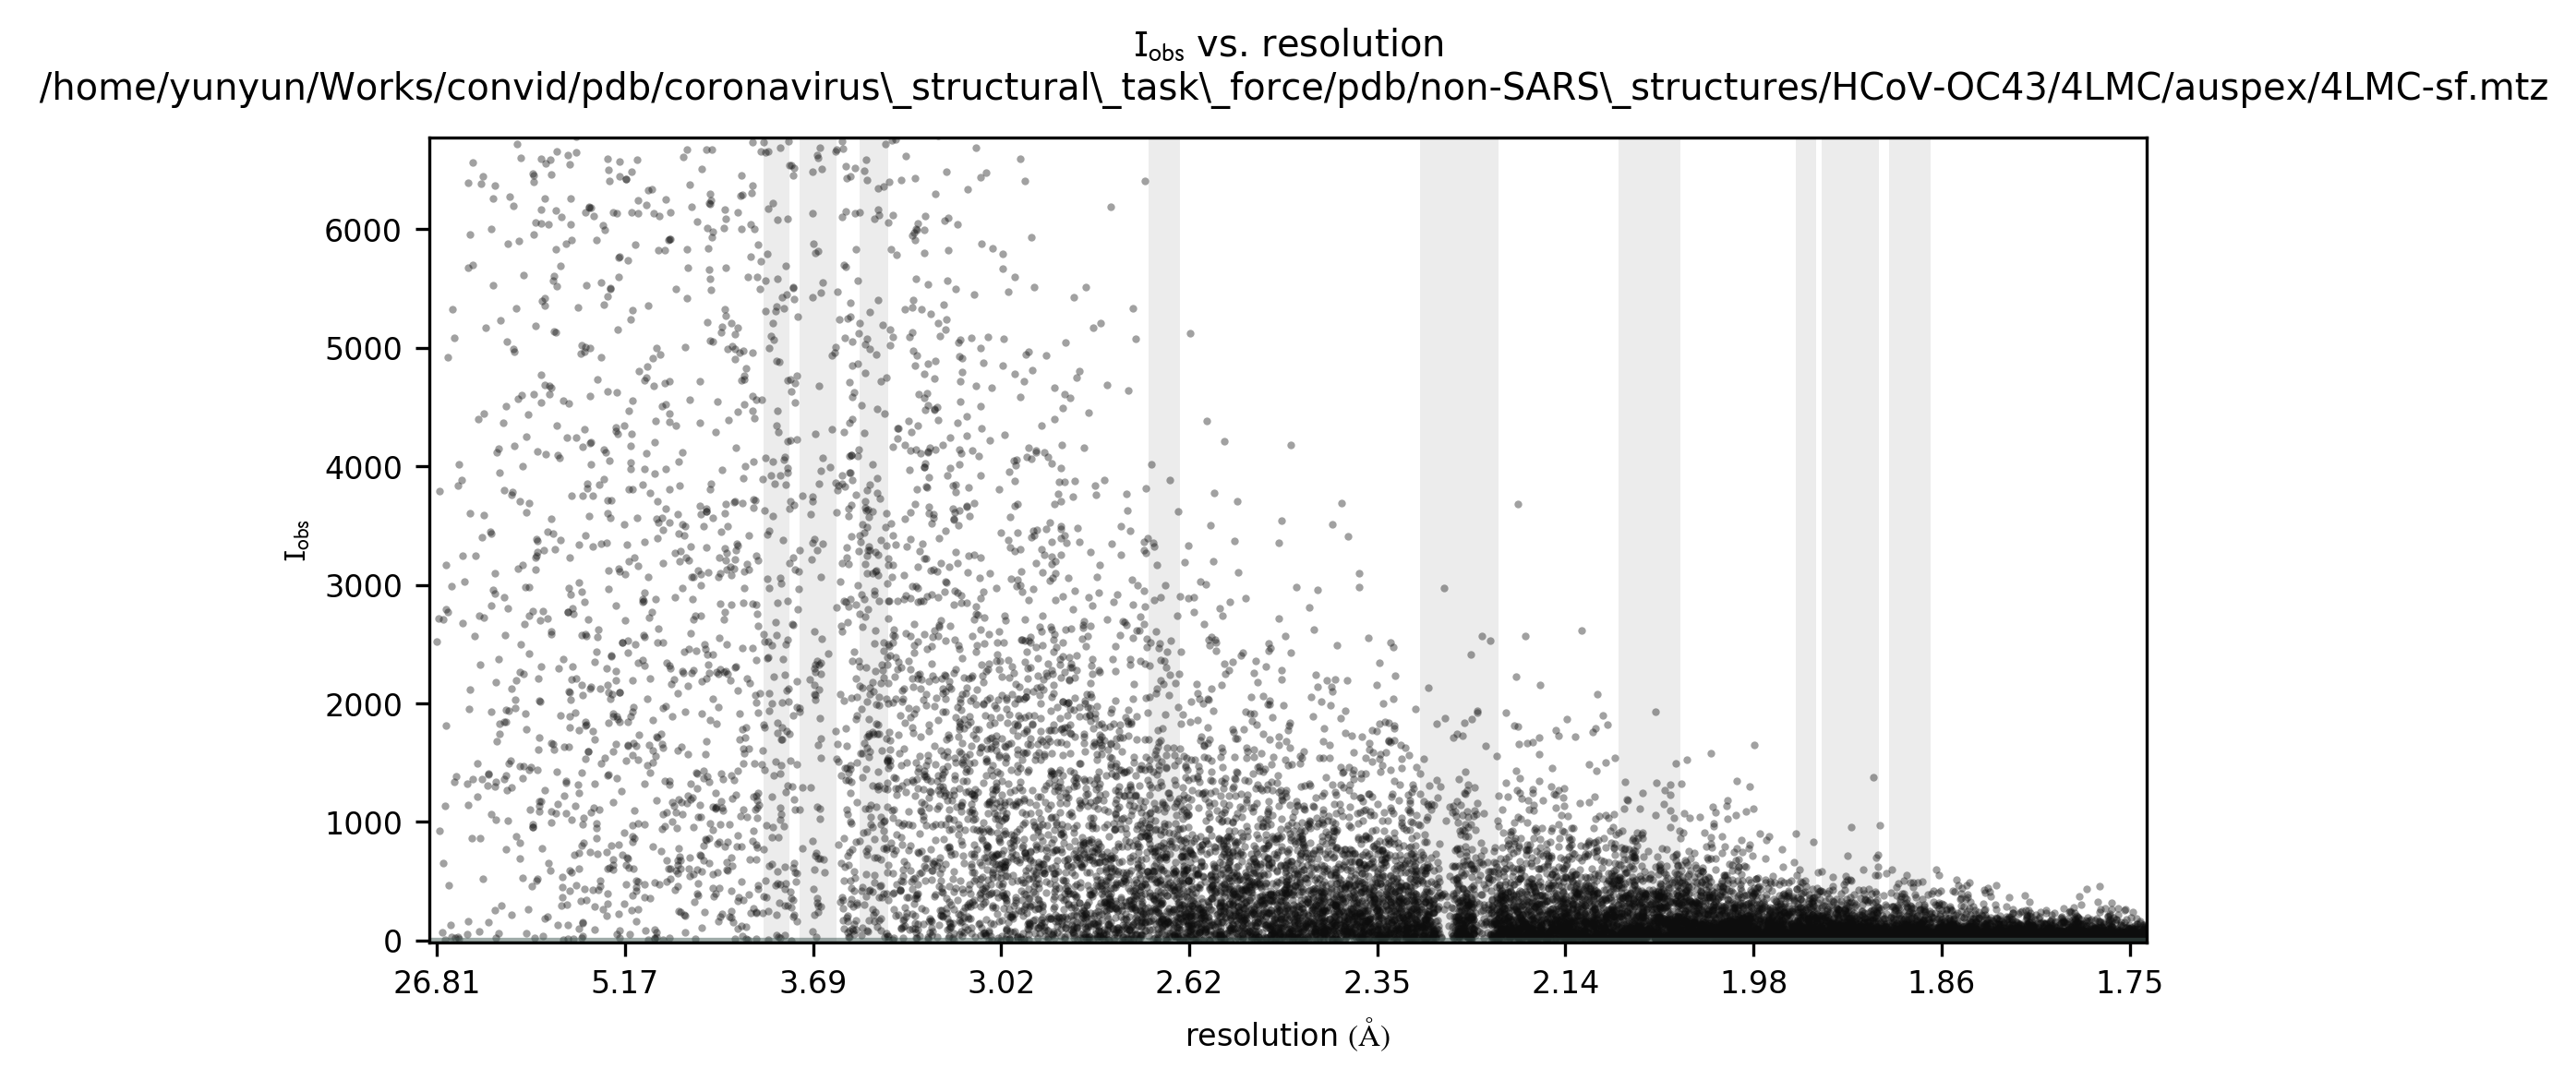 I_obs vs. resolution
/home/yunyun/Works/convid/pdb/coronavirus\_structural\_task\_force/pdb/non-SARS\_structures/HCoV-OC43/4LMC/auspex/4LMC-sf.mtz
6000
5000
4000
3000
2000
1000
0
I_obs
26.81 5.17 3.69 3.02 2.62 2.35 2.14 1.98 1.86 1.75
resolution (Å)